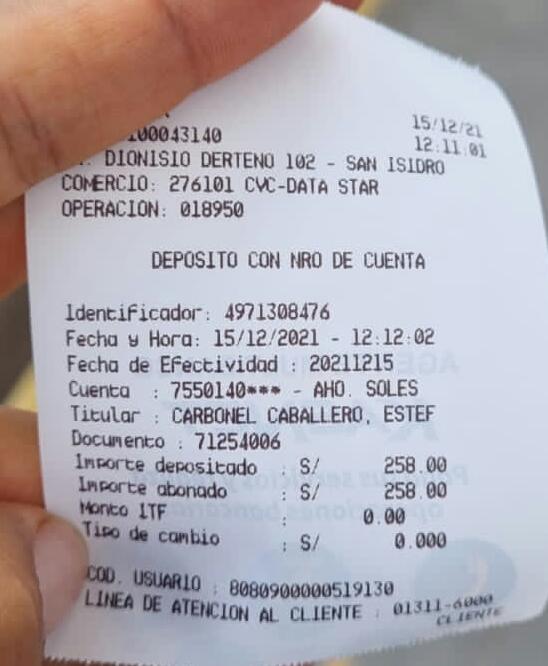 100043140 15/12/21
12:11:01
DIONISIO DERTENO 102 - SAN ISIDRO
COMERCIO: 276101 CVC-DATA STAR
OPERACION: 018950
DEPOSITO CON NRO DE CUENTA
Identificador: 4971308476
Fecha y Hora: 15/12/2021 - 12:12:02
Fecha de Efectividad : 20211215
Cuenta : 7550140*** - AHO. SOLES
Titular : CARBONEL CABALLERO, ESTEF
Documento : 71254006
Importe depositado : S/ 258.00
Importe abonado : S/ 258.00
Monto ITF : 0.00
Tipo de cambio : S/ 0.000
COD. USUARIO : 8080900000519130
LINEA DE ATENCION AL CLIENTE : 01311-6000
CLIENTE